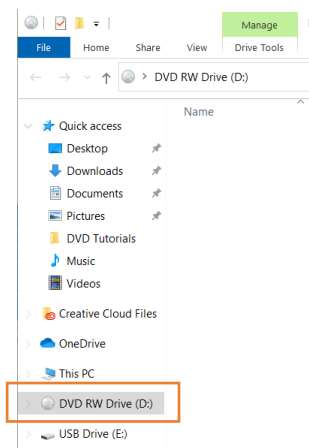 Manage
File Home Share View Drive Tools
DVD RW Drive (D:)
Name
Quick access
Desktop
Downloads
Documents
Pictures
DVD Tutorials
Music
Videos
Creative Cloud Files
OneDrive
This PC
DVD RW Drive (D:)
USB Drive (E:)